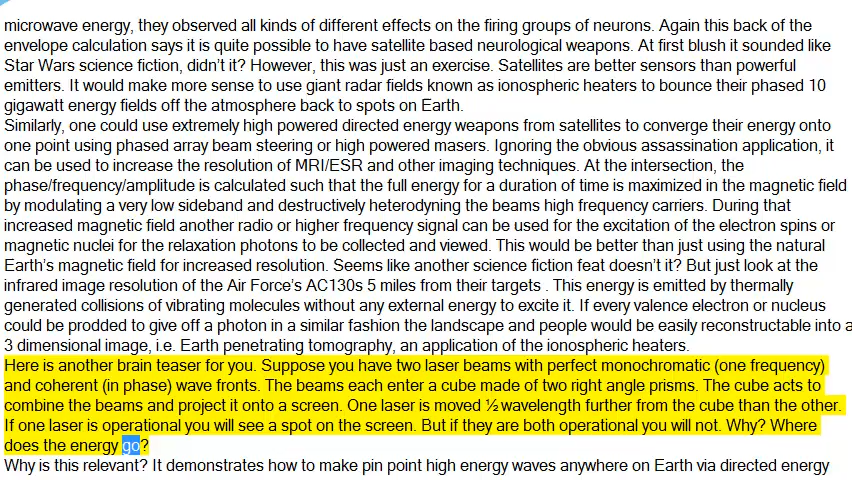 microwave energy, they observed all kinds of different effects on the firing groups of neurons. Again this back of the
envelope calculation says it is quite possible to have satellite based neurological weapons. At first blush it sounded like
Star Wars science fiction, didn’t it? However, this was just an exercise. Satellites are better sensors than powerful
emitters. It would make more sense to use giant radar fields known as ionospheric heaters to bounce their phased 10
gigawatt energy fields off the atmosphere back to spots on Earth.
Similarly, one could use extremely high powered directed energy weapons from satellites to converge their energy onto
one point using phased array beam steering or high powered masers. Ignoring the obvious assassination application, it
can be used to increase the resolution of MRI/ESR and other imaging techniques. At the intersection, the
phase/frequency/amplitude is calculated such that the full energy for a duration of time is maximized in the magnetic field
by modulating a very low sideband and destructively heterodyning the beams high frequency carriers. During that
increased magnetic field another radio or higher frequency signal can be used for the excitation of the electron spins or
magnetic nuclei for the relaxation photons to be collected and viewed. This would be better than just using the natural
Earth’s magnetic field for increased resolution. Seems like another science fiction feat doesn’t it? But just look at the
infrared image resolution of the Air Force’s AC130s 5 miles from their targets . This energy is emitted by thermally
generated collisions of vibrating molecules without any external energy to excite it. If every valence electron or nucleus
could be prodded to give off a photon in a similar fashion the landscape and people would be easily reconstructable into a
3 dimensional image, i.e. Earth penetrating tomography, an application of the ionospheric heaters.
Here is another brain teaser for you. Suppose you have two laser beams with perfect monochromatic (one frequency)
and coherent (in phase) wave fronts. The beams each enter a cube made of two right angle prisms. The cube acts to
combine the beams and project it onto a screen. One laser is moved ½ wavelength further from the cube than the other.
If one laser is operational you will see a spot on the screen. But if they are both operational you will not. Why? Where
does the energy go?
Why is this relevant? It demonstrates how to make pin point high energy waves anywhere on Earth via directed energy